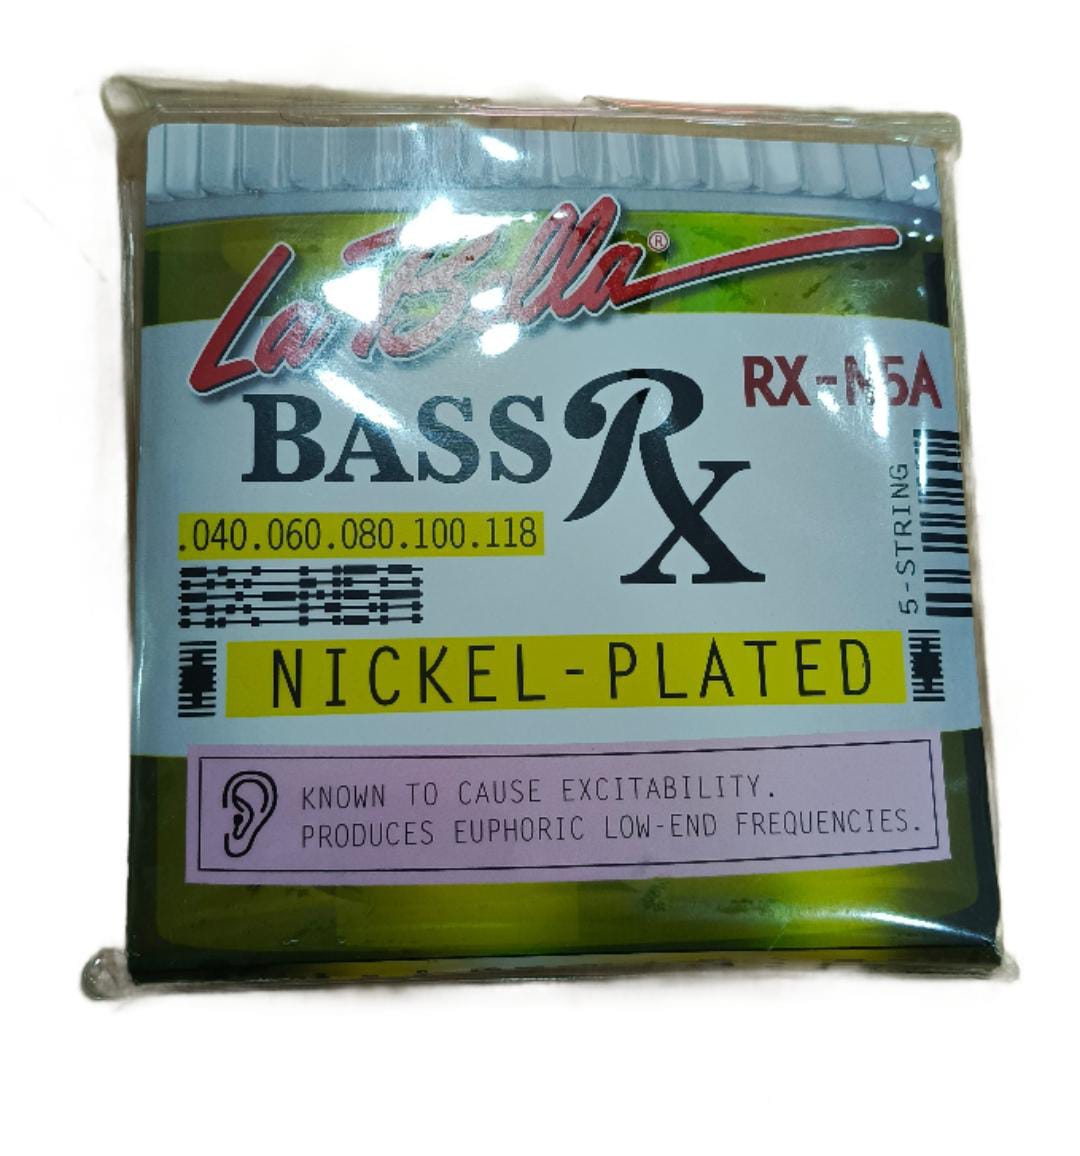 La Bella®
BASS Rx
RX-N5A
.040.060.080.100.118
5-STRING
NICKEL-PLATED
KNOWN TO CAUSE EXCITABILITY.
PRODUCES EUPHORIC LOW-END FREQUENCIES.